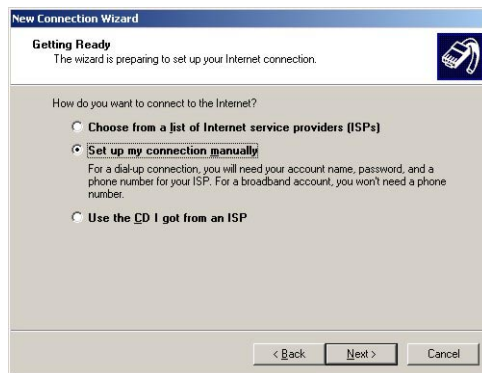 New Connection Wizard
Getting Ready
The wizard is preparing to set up your Internet connection.
How do you want to connect to the Internet?
Choose from a list of Internet service providers (ISPs)
Set up my connection manually
For a dial-up connection, you will need your account name, password, and a
phone number for your ISP. For a broadband account, you won't need a phone
number.
Use the CD I got from an ISP
< Back Next > Cancel